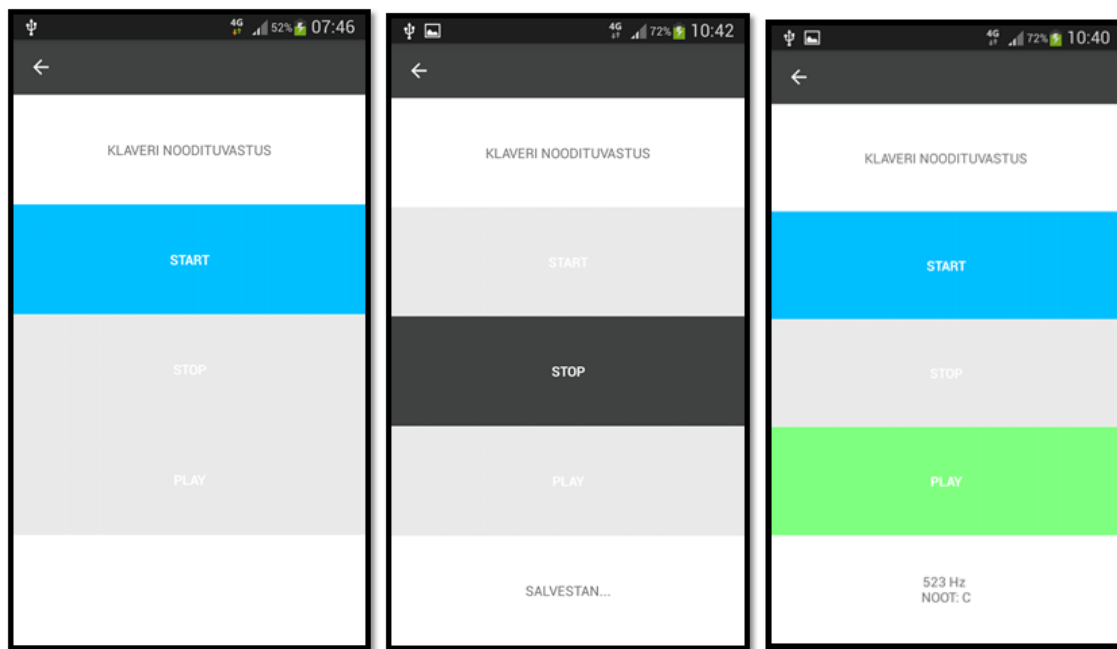 4G 52% 07:46
KLAVERI NOODITUVASTUS
START
STOP
PLAY
4G 72% 10:42
KLAVERI NOODITUVASTUS
START
STOP
PLAY
SALVESTAN...
4G 72% 10:40
KLAVERI NOODITUVASTUS
START
STOP
PLAY
523 Hz
NOOT: C